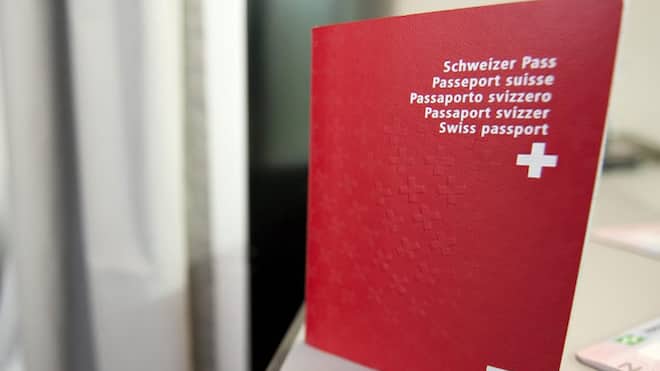 Schweizer Pass
Passeport suisse
Passaporto svizzero
Passaport svizzer
Swiss passport